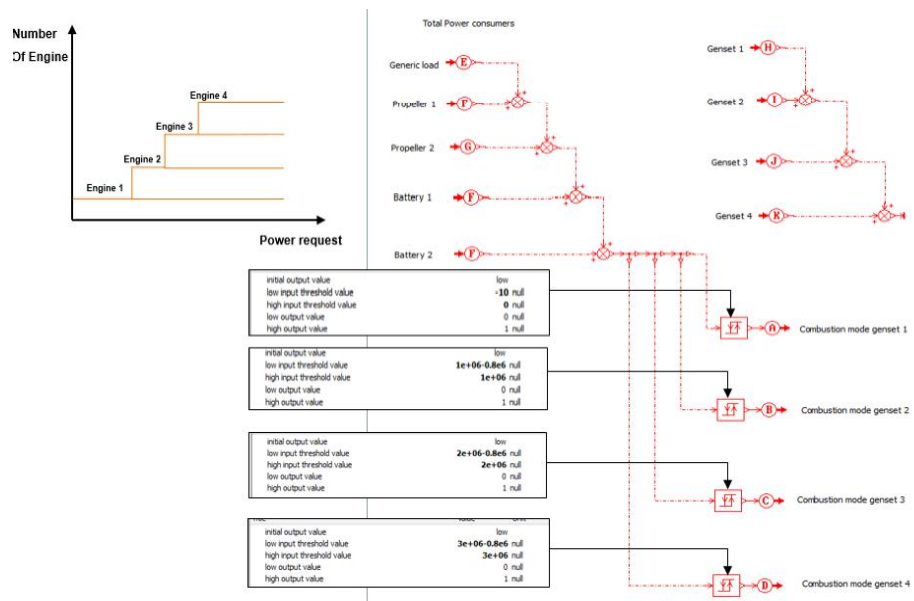 Number
Of Engine
Engine 4
Engine 3
Engine 2
Engine 1
Power request
Total Power consumers
Generic load
E
Propeller 1
F
Propeller 2
G
Battery 1
F
Battery 2
F
Genset 1
H
Genset 2
I
Genset 3
J
Genset 4
K
initial output value low
low input threshold value -10 null
high input threshold value 0 null
low output value 0 null
high output value 1 null
A
Combustion mode genset 1
initial output value low
low input threshold value 1e+06-0.8e6 null
high input threshold value 1e+06 null
low output value 0 null
high output value 1 null
B
Combustion mode genset 2
initial output value low
low input threshold value 2e+06-0.8e6 null
high input threshold value 2e+06 null
low output value 0 null
high output value 1 null
C
Combustion mode genset 3
initial output value low
low input threshold value 3e+06-0.8e6 null
high input threshold value 3e+06 null
low output value 0 null
high output value 1 null
D
Combustion mode genset 4